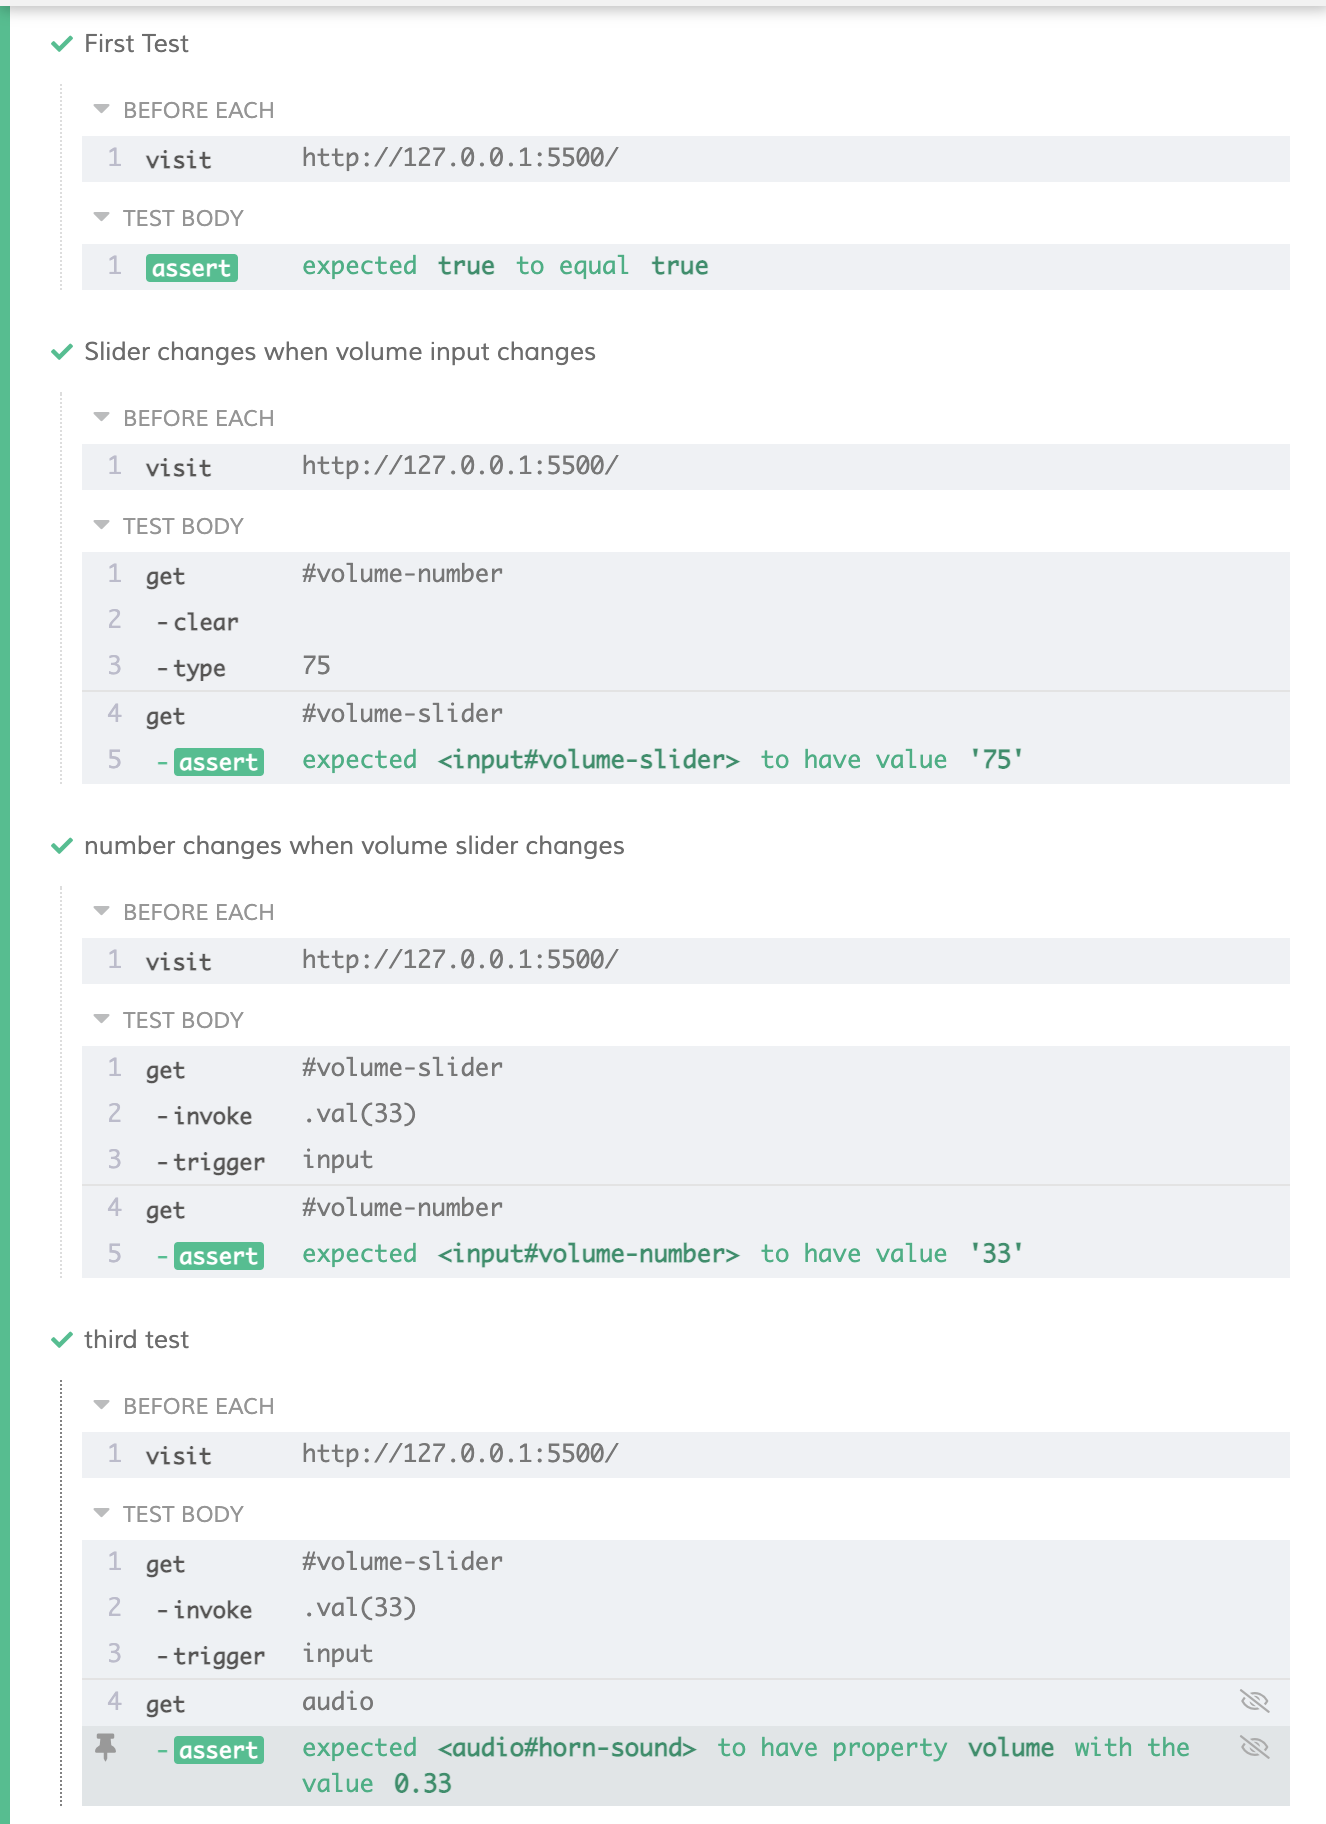 First Test
BEFORE EACH
1 visit http://127.0.0.1:5500/
TEST BODY
1 assert expected true to equal true
Slider changes when volume input changes
BEFORE EACH
1 visit http://127.0.0.1:5500/
TEST BODY
1 get #volume-number
2 -clear
3 -type 75
4 get #volume-slider
5 -assert expected <input#volume-slider> to have value '75'
number changes when volume slider changes
BEFORE EACH
1 visit http://127.0.0.1:5500/
TEST BODY
1 get #volume-slider
2 -invoke .val(33)
3 -trigger input
4 get #volume-number
5 -assert expected <input#volume-number> to have value '33'
third test
BEFORE EACH
1 visit http://127.0.0.1:5500/
TEST BODY
1 get #volume-slider
2 -invoke .val(33)
3 -trigger input
4 get audio
-assert expected <audio#horn-sound> to have property volume with the
value 0.33